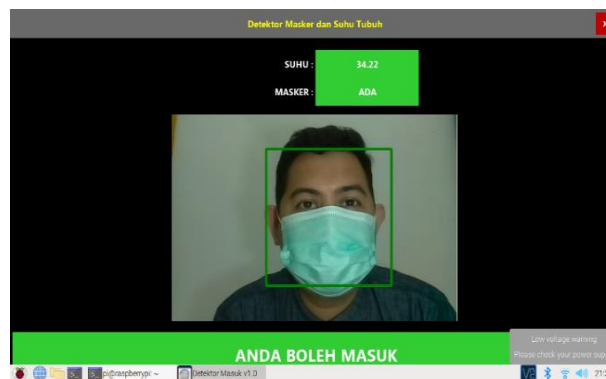 Detektor Masker dan Suhu Tubuh
SUHU : 34.22
MASKER : ADA
ANDA BOLEH MASUK
Low voltage warning
Please check your power
pi@raspberrypi: ~
Detektor Masuk v1.0